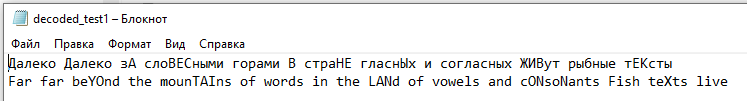 decoded_test1 – Блокнот
Файл Правка Формат Вид Справка
Далеко Далеко зА слоВЕСными горами В страНЕ гласнЫх и согласных ЖИВут рыбные тЕКсты
Far far beYOnd the mounTAIns of words in the LANd of vowels and cONsoNants Fish teXts live